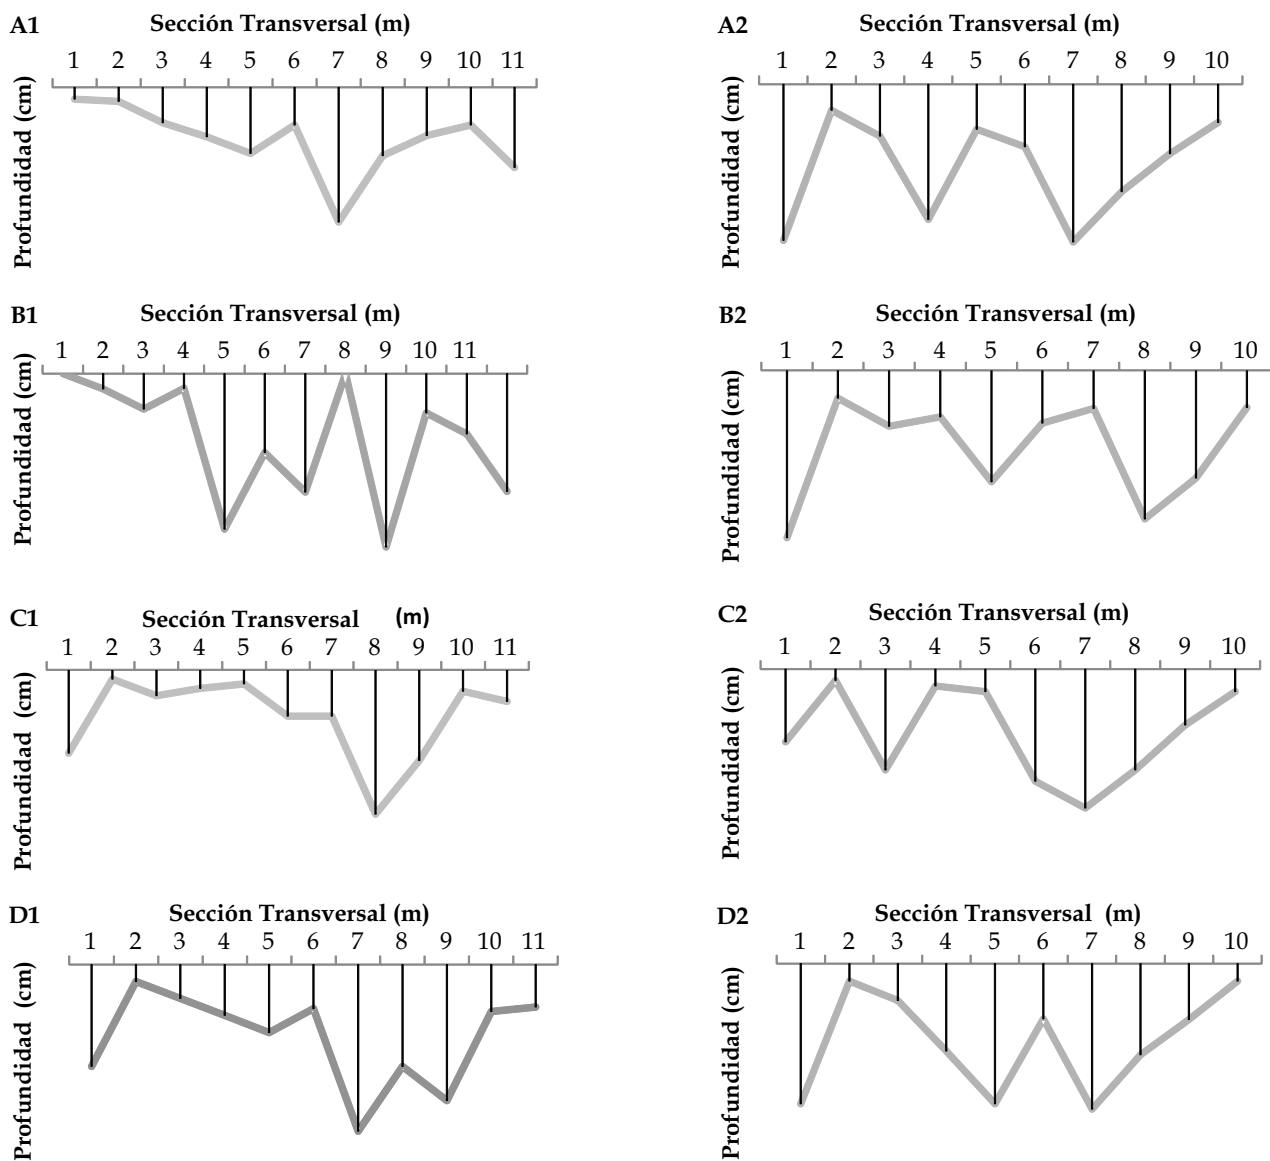 A1 Sección Transversal (m)
1 2 3 4 5 6 7 8 9 10 11
Profundidad (cm)
A2 Sección Transversal (m)
1 2 3 4 5 6 7 8 9 10
Profundidad (cm)
B1 Sección Transversal (m)
1 2 3 4 5 6 7 8 9 10 11
Profundidad (cm)
B2 Sección Transversal (m)
1 2 3 4 5 6 7 8 9 10
Profundidad (cm)
C1 Sección Transversal (m)
1 2 3 4 5 6 7 8 9 10 11
Profundidad (cm)
C2 Sección Transversal (m)
1 2 3 4 5 6 7 8 9 10
Profundidad (cm)
D1 Sección Transversal (m)
1 2 3 4 5 6 7 8 9 10 11
Profundidad (cm)
D2 Sección Transversal (m)
1 2 3 4 5 6 7 8 9 10
Profundidad (cm)